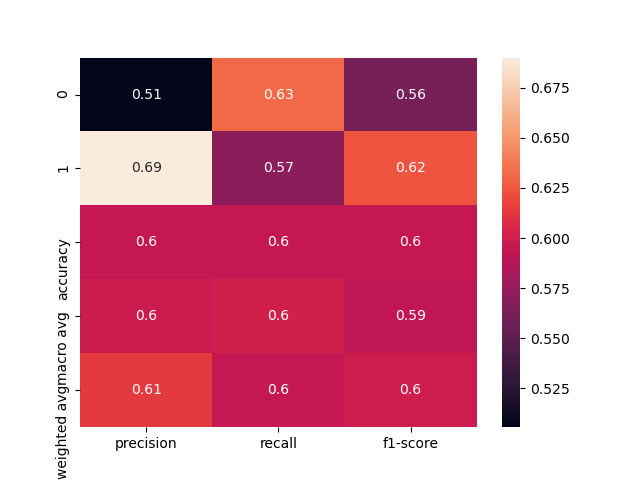 0 0.51 0.63 0.56
1 0.69 0.57 0.62
accuracy 0.6 0.6 0.6
macro avg 0.6 0.6 0.59
weighted avg 0.61 0.6 0.6
precision recall f1-score
0.675
0.650
0.625
0.600
0.575
0.550
0.525